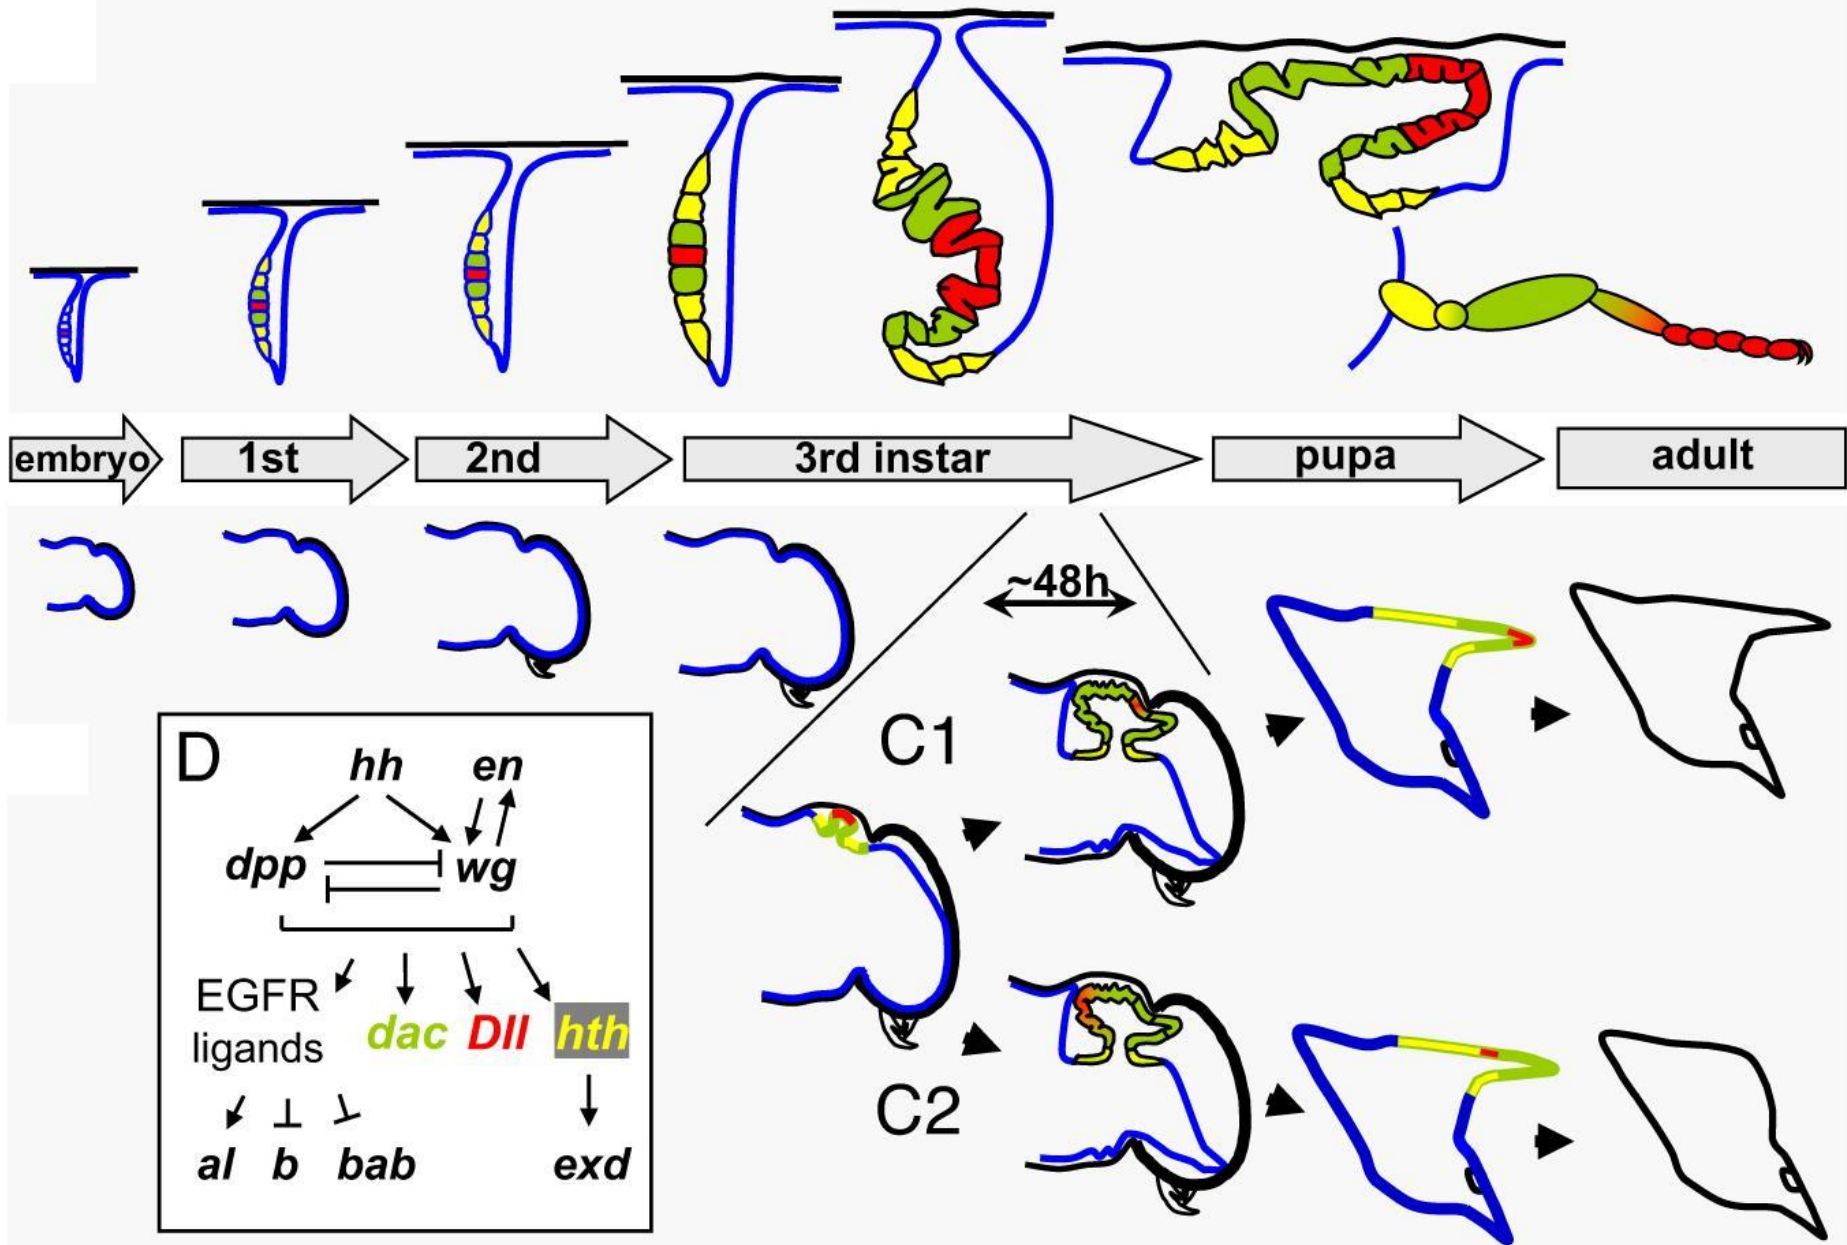 embryo
1st
2nd
3rd instar
pupa
adult
~48h
C1
C2
D
hh
en
dpp
wg
EGFR
ligands
dac
Dll
hth
al
b
bab
exd